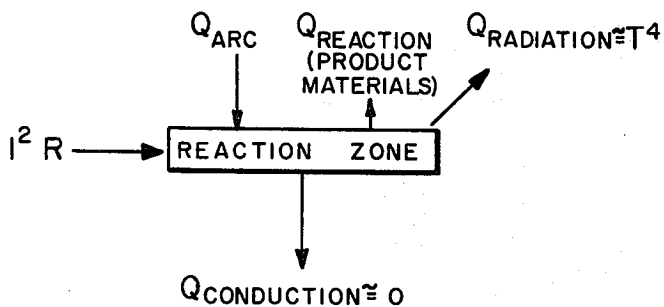 Q_ARC
Q_REACTION
(PRODUCT
MATERIALS)
Q_RADIATION≅T⁴
I² R
REACTION ZONE
Q_CONDUCTION≅0